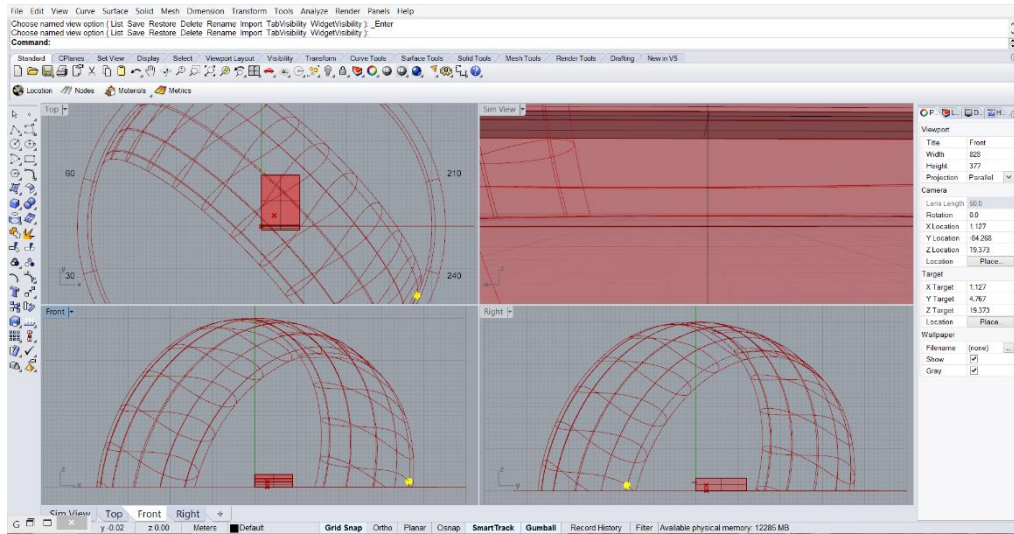 File Edit View Curve Surface Solid Mesh Dimension Transform Tools Analyze Render Panels Help
Choose named view option ( List Save Restore Delete Rename Import TabVisibility WidgetVisibility ): _Enter
Choose named view option ( List Save Restore Delete Rename Import TabVisibility WidgetVisibility ):
Command:
Standard CPlanes Set View Display Select Viewport Layout Visibility Transform Curve Tools Surface Tools Solid Tools Mesh Tools Render Tools Drafting New in V5
Location Nodes Materials Metrics
Top
60
210
30
240
y
x
Sim View
z
Front
z
x
Right
z
y
P...
L...
D...
M...
Viewport
Title Front
Width 828
Height 377
Projection Parallel
Camera
Lens Length 50.0
Rotation 0.0
X Location 1.127
Y Location -84.268
Z Location 19.373
Location Place...
Target
X Target 1.127
Y Target 4.767
Z Target 19.373
Location Place...
Wallpaper
Filename (none) ...
Show
Gray
Sim View Top Front Right
G
y -0.02 z 0.00 Meters Default Grid Snap Ortho Planar Osnap SmartTrack Gumball Record History Filter Available physical memory: 12285 MB